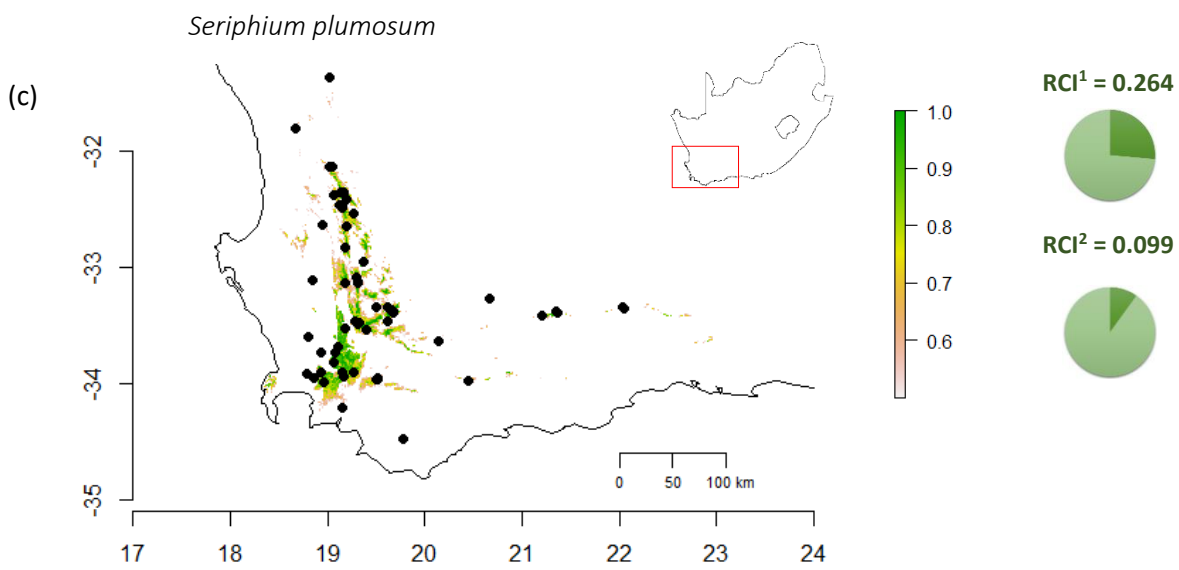 Seriphium plumosum
(c)
RCI¹ = 0.264
RCI² = 0.099
1.0
0.9
0.8
0.7
0.6
-32
-33
-34
-35
0 50 100 km
17 18 19 20 21 22 23 24